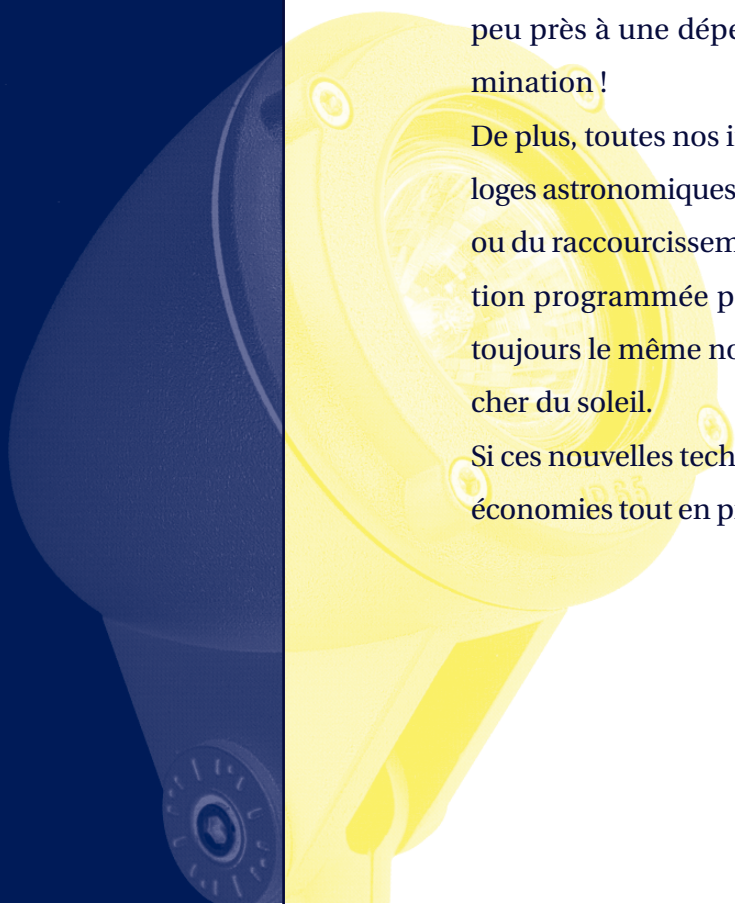 peu près à une dépe
mination !
De plus, toutes nos i
loges astronomiques
ou du raccourcissem
tion programmée p
toujours le même no
cher du soleil.
Si ces nouvelles tech
économies tout en p